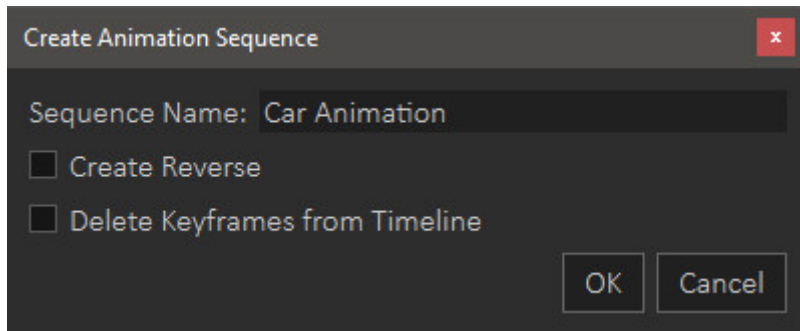 Create Animation Sequence x
Sequence Name: Car Animation
Create Reverse
Delete Keyframes from Timeline
OK Cancel